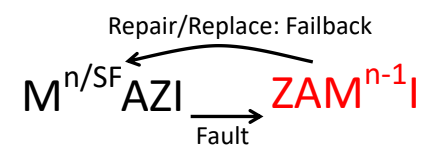 Repair/Replace: Failback
M^n/SF AZI ZAM^n-1 I
Fault